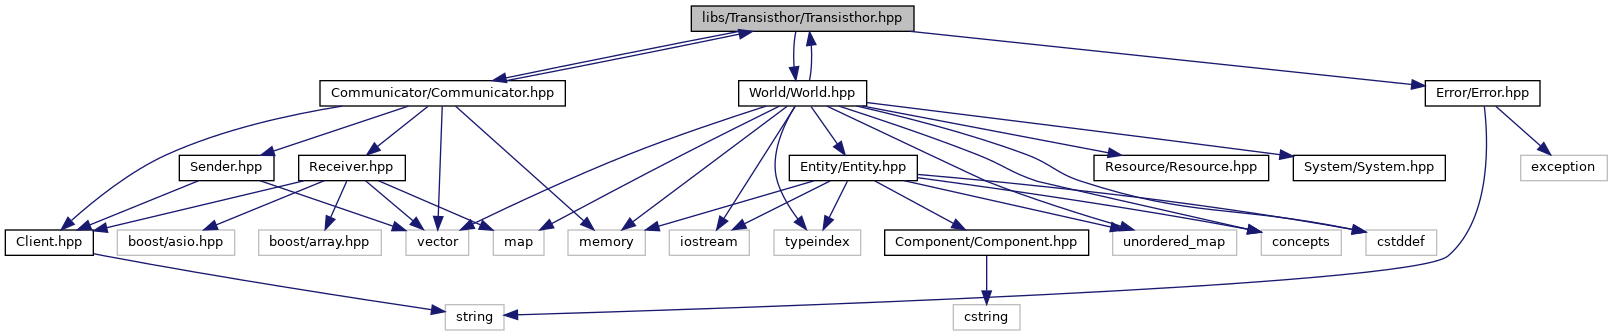 libs/Transisthor/Transisthor.hpp
Communicator/Communicator.hpp
World/World.hpp
Error/Error.hpp
Sender.hpp
Receiver.hpp
Entity/Entity.hpp
Resource/Resource.hpp
System/System.hpp
exception
Client.hpp
boost/asio.hpp
boost/array.hpp
vector
map
memory
iostream
typeindex
Component/Component.hpp
unordered_map
concepts
cstddef
string
cstring